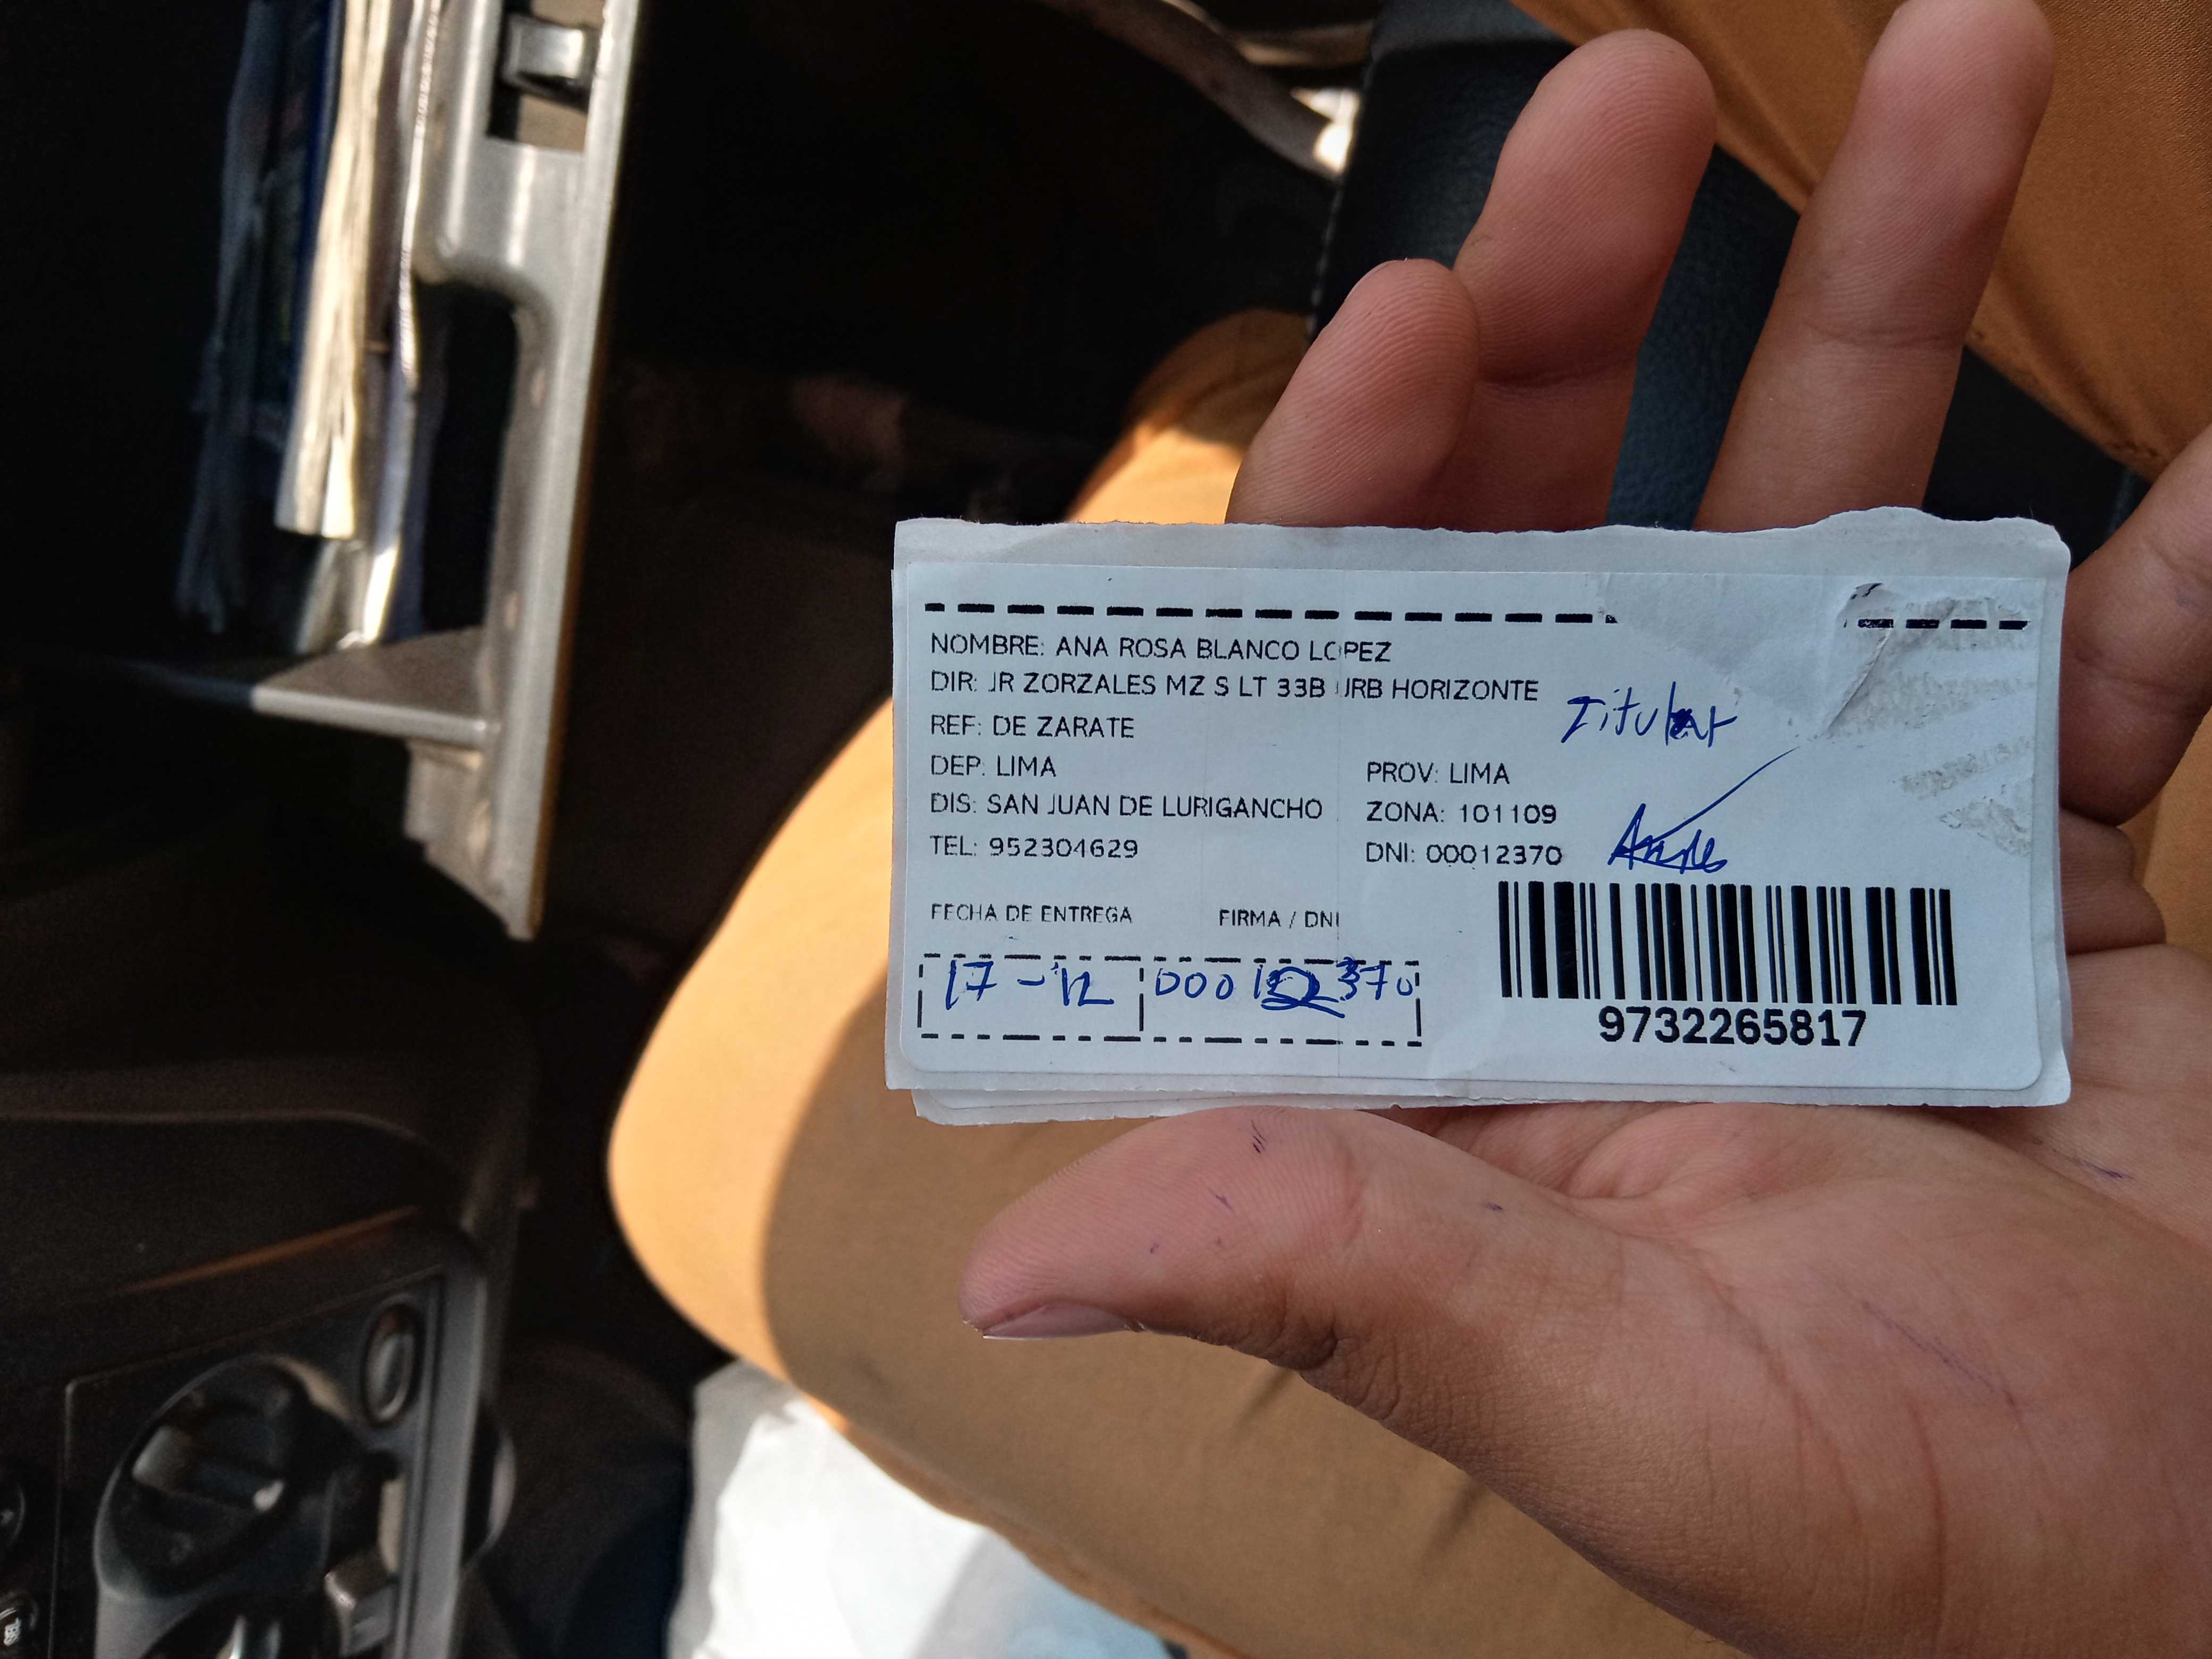 NOMBRE: ANA ROSA BLANCO LOPEZ
DIR: JR ZORZALES MZ S LT 33B URB HORIZONTE
Titular
REF: DE ZARATE
DEP: LIMA PROV: LIMA
DIS: SAN JUAN DE LURIGANCHO ZONA: 101109
TEL: 952304629 DNI: 00012370
FECHA DE ENTREGA FIRMA / DNI
17-12 00012370
9732265817